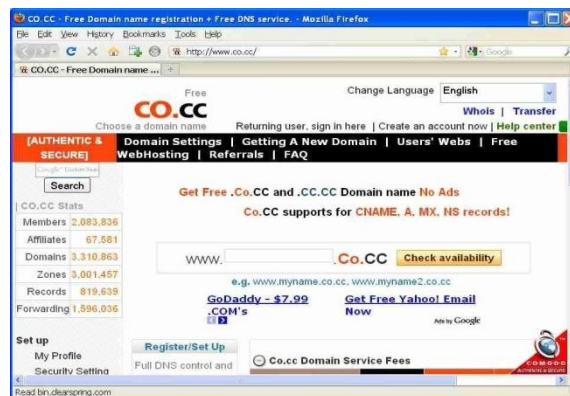 CO.CC - Free Domain name registration + Free DNS service. - Mozilla Firefox
File Edit View History Bookmarks Tools Help
http://www.co.cc/
Google
CO.CC - Free Domain name ...
Free
Change Language English
CO.CC
Whois | Transfer
Choose a domain name
Returning user, sign in here | Create an account now | Help center
[AUTHENTIC & SECURE]
Domain Settings | Getting A New Domain | Users' Webs | Free
WebHosting | Referrals | FAQ
Search
Get Free .Co.CC and .CC.CC Domain name No Ads
| CO.CC Stats
Co.CC supports for CNAME, A, MX, NS records!
Members 2,083,836
Affiliates 67,581
Domains 3,310,863
www. .Co.CC Check availability
Zones 3,001,457
e.g. www.myname.co.cc, www.myname2.co.cc
Records 819,639
GoDaddy - $7.99 .COM's
Get Free Yahoo! Email Now
Forwarding 1,596,036
Ads by Google
Set up
My Profile
Security Setting
Register/Set Up
Full DNS control and
Co.cc Domain Service Fees
COMODO
AUTHENTIC & SECURE
Read bin.clearspring.com